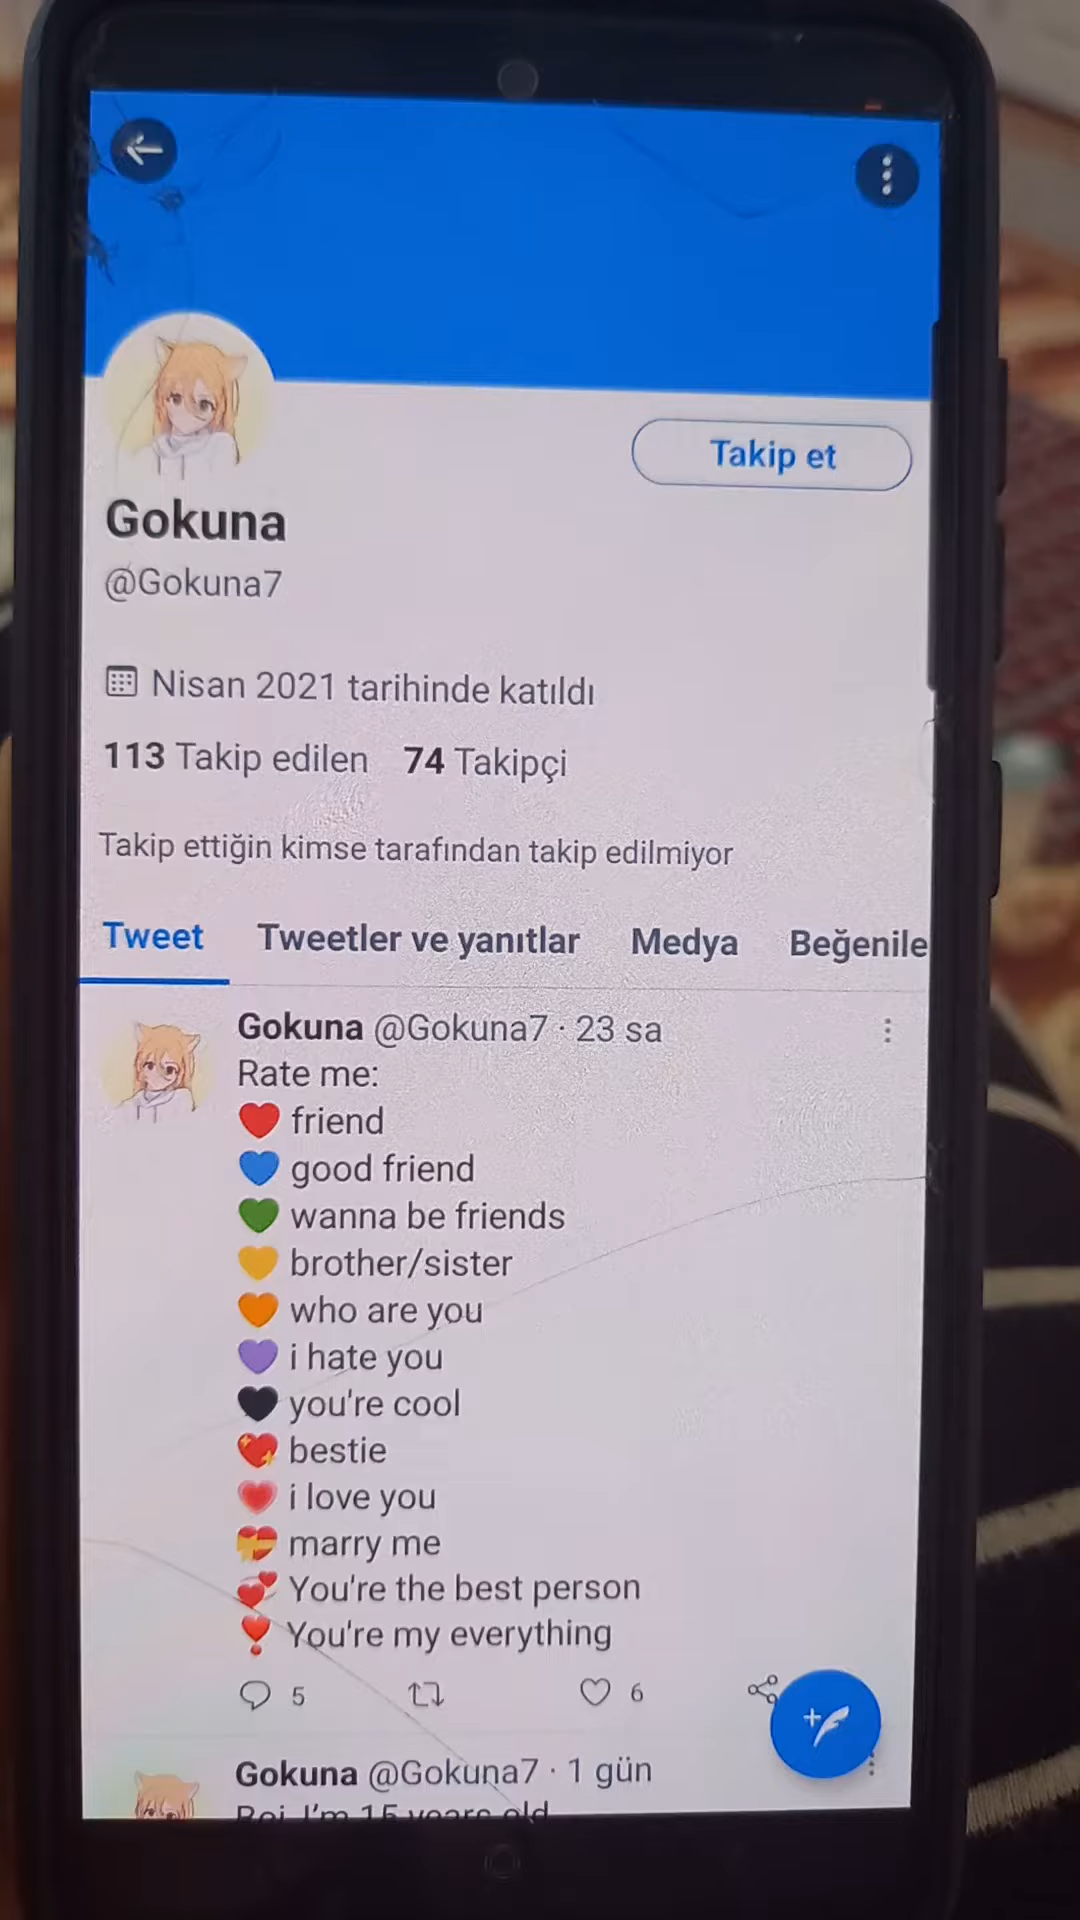 Takip et
Gokuna
@Gokuna7
Nisan 2021 tarihinde katıldı
113 Takip edilen 74 Takipçi
Takip ettiğin kimse tarafından takip edilmiyor
Tweet Tweetler ve yanıtlar Medya Beğenile
Gokuna @Gokuna7 · 23 sa
Rate me:
❤️ friend
💙 good friend
💚 wanna be friends
💛 brother/sister
🧡 who are you
💜 i hate you
🖤 you're cool
💖 bestie
💗 i love you
💝 marry me
💞 You're the best person
❣️ You're my everything
5 6
Gokuna @Gokuna7 · 1 gün
I'm 15 years old